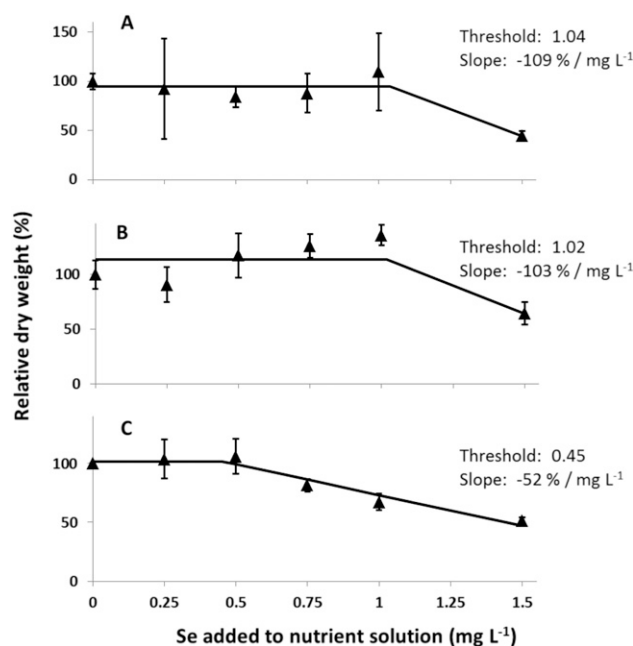 A
150
100
50
0
Threshold: 1.04
Slope: -109 % / mg L⁻¹
B
100
50
0
Threshold: 1.02
Slope: -103 % / mg L⁻¹
Relative dry weight (%)
C
100
50
0
Threshold: 0.45
Slope: -52 % / mg L⁻¹
0 0.25 0.5 0.75 1 1.5
Se added to nutrient solution (mg L⁻¹)